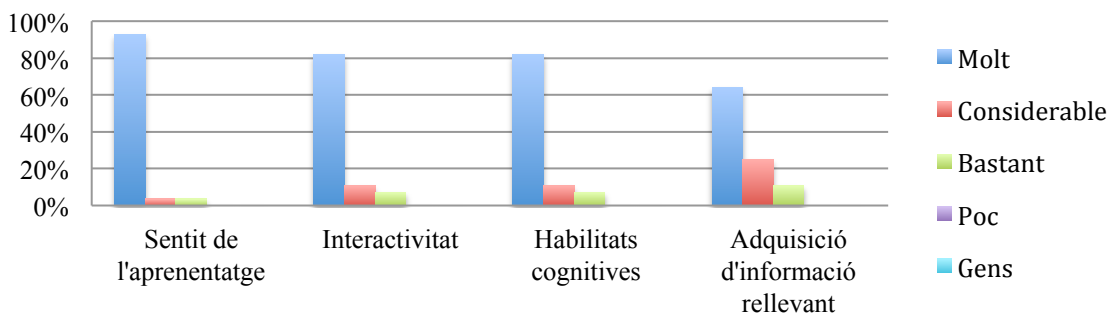 100%
80%
60%
40%
20%
0%
Sentit de
l'aprenentatge
Interactivitat
Habilitats
cognitives
Adquisició
d'informació
rellevant
Molt
Considerable
Bastant
Poc
Gens